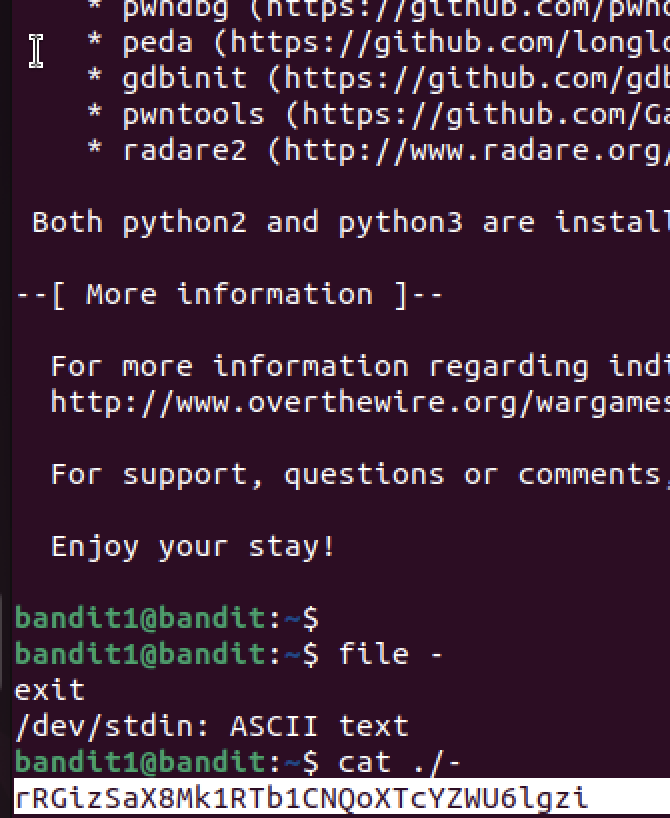 * pwndbg (https://github.com/pwnd
* peda (https://github.com/longlo
* gdbinit (https://github.com/gdb
* pwntools (https://github.com/Ga
* radare2 (http://www.radare.org/
Both python2 and python3 are install
--[ More information ]--
For more information regarding indi
http://www.overthewire.org/wargames
For support, questions or comments,
Enjoy your stay!
bandit1@bandit:~$
bandit1@bandit:~$ file -
exit
/dev/stdin: ASCII text
bandit1@bandit:~$ cat ./-
rRGizSaX8Mk1RTb1CNQoXTcYZWU6lgzi